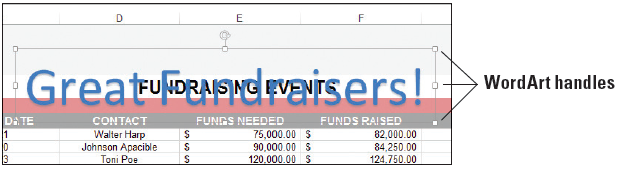 D E F
Great Fundraisers!
FUNDRAISING EVENTS
WordArt handles
DATE CONTACT FUNDS NEEDED FUNDS RAISED
1 Walter Harp $ 75,000.00 $ 82,000.00
0 Johnson Apacible $ 90,000.00 $ 84,250.00
3 Toni Poe $ 120,000.00 $ 124,750.00